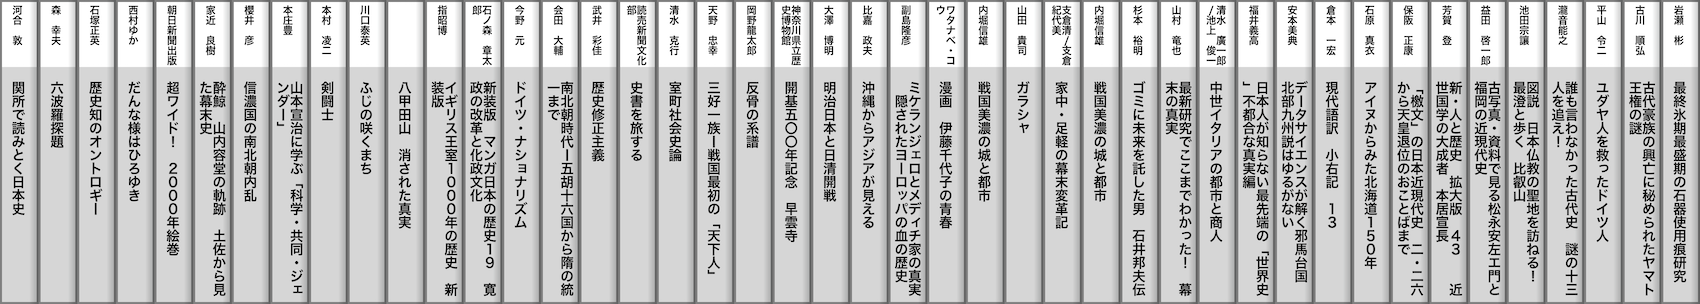 岩瀬　彬
最終氷期最盛期の石器使用痕研究
古川　順弘
古代豪族の興亡に秘められたヤマト
王権の謎
平山　令二
ユダヤ人を救ったドイツ人
瀧音能之
誰も言わなかった古代史　謎の十三
人を追え！
池田宗讓
図説　日本仏教の聖地を訪ねる！
最澄と歩く　比叡山
益田　啓一郎
古写真・資料で見る松永安左エ門と
福岡の近現代史
芳賀　登
新・人と歴史　拡大版　４３　近
世国学の大成者　本居宣長
保阪　正康
「檄文」の日本近現代史　二・二六
から天皇退位のおことばまで
石原　真衣
アイヌからみた北海道１５０年
倉本　一宏
現代語訳　小右記　１３
安本美典
データサイエンスが解く邪馬台国
北部九州説はゆるがない
福井義高
日本人が知らない最先端の「世界史
」不都合な真実編
清水　廣一郎
/池上　俊一
中世イタリアの都市と商人
山村　竜也
最新研究でここまでわかった！　幕
末の真実
杉本　裕明
ゴミに未来を託した男　石井邦夫伝
内堀信雄
戦国美濃の城と都市
支倉清/支倉
紀代美
家中・足軽の幕末変革記
山田　貴司
ガラシャ
内堀信雄
戦国美濃の城と都市
ワタナベ・コ
ウ
漫画　伊藤千代子の青春
副島隆彦
ミケランジェロとメディチ家の真実
隠されたヨーロッパの血の歴史
比嘉　政夫
沖縄からアジアが見える
大澤　博明
明治日本と日清開戦
神奈川県立歴
史博物館
開基五〇〇年記念　早雲寺
岡野龍太郎
反骨の系譜
天野　忠幸
三好一族ー戦国最初の「天下人」
清水　克行
室町社会史論
読売新聞文化
部
史書を旅する
武井　彩佳
歴史修正主義
会田　大輔
南北朝時代ー五胡十六国から隋の統
一まで
今野　元
ドイツ・ナショナリズム
石ノ森　章太
郎
新装版　マンガ日本の歴史１９　寛
政の改革と化政文化
指昭博
イギリス王室１０００年の歴史　新
装版
八甲田山　消された真実
川口泰英
ふじの咲くまち
本村　凌二
剣闘士
本庄豊
山本宣治に学ぶ「科学・共同・ジェ
ンダー」
櫻井　彦
信濃国の南北朝内乱
家近　良樹
酔鯨　山内容堂の軌跡　土佐から見
た幕末史
朝日新聞出版
超ワイド！　２０００年絵巻
西村ゆか
だんな様はひろゆき
石塚正英
歴史知のオントロギー
森　幸夫
六波羅探題
河合　敦
関所で読みとく日本史